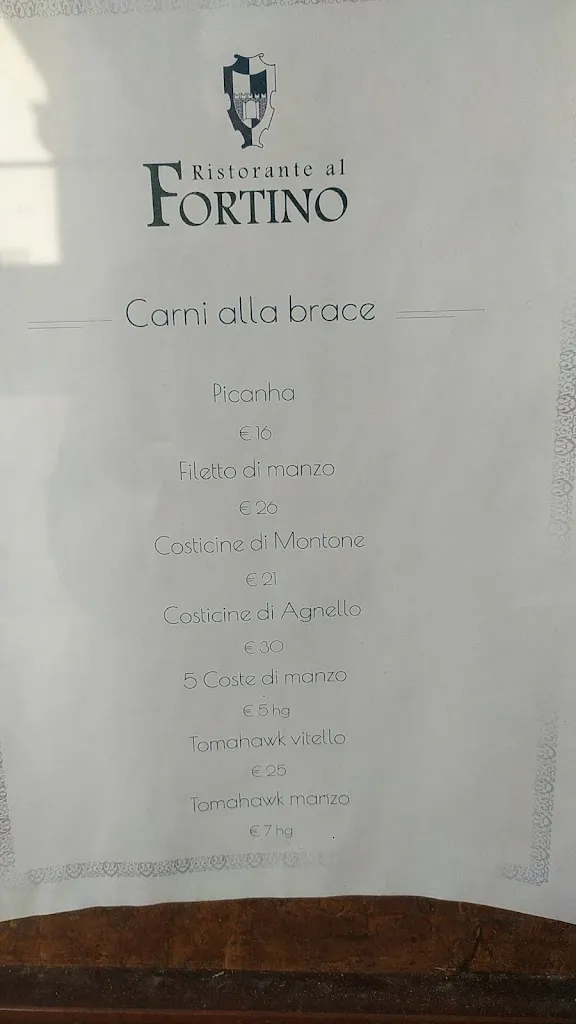 Ristorante al
FORTINO
Carni alla brace
Picanha
€ 16
Filetto di manzo
€ 26
Costicine di Montone
€ 21
Costicine di Agnello
€ 30
5 Coste di manzo
€ 5 hg
Tomahawk vitello
€ 25
Tomahawk manzo
€ 7 hg